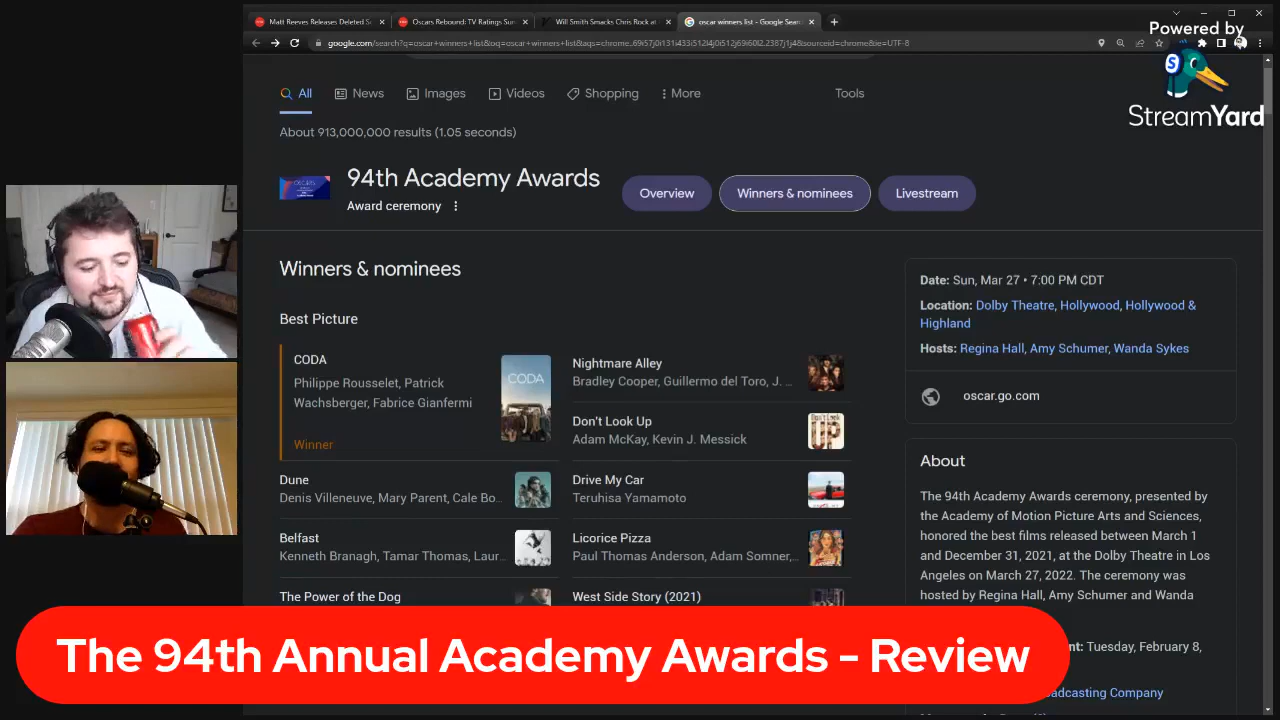 Matt Reeves Releases Deleted S
Oscars Rebound: TV Ratings Sur
Will Smith Smacks Chris Rock at
oscar winners list - Google Sear
Powered by
StreamYard
All
News
Images
Videos
Shopping
More
Tools
About 913,000,000 results (1.05 seconds)
94th Academy Awards
Award ceremony
Overview
Winners & nominees
Livestream
Winners & nominees
Best Picture
CODA
Philippe Rousselet, Patrick
Wachsberger, Fabrice Gianfermi
Winner
CODA
Nightmare Alley
Bradley Cooper, Guillermo del Toro, J. ...
Don't Look Up
Adam McKay, Kevin J. Messick
Dune
Denis Villeneuve, Mary Parent, Cale Bo...
Drive My Car
Teruhisa Yamamoto
Belfast
Kenneth Branagh, Tamar Thomas, Laur...
Licorice Pizza
Paul Thomas Anderson, Adam Somner,...
The Power of the Dog
West Side Story (2021)
Date: Sun, Mar 27 • 7:00 PM CDT
Location: Dolby Theatre, Hollywood, Hollywood &
Highland
Hosts: Regina Hall, Amy Schumer, Wanda Sykes
oscar.go.com
About
The 94th Academy Awards ceremony, presented by
the Academy of Motion Picture Arts and Sciences,
honored the best films released between March 1
and December 31, 2021, at the Dolby Theatre in Los
Angeles on March 27, 2022. The ceremony was
hosted by Regina Hall, Amy Schumer and Wanda
Tuesday, February 8,
Company
The 94th Annual Academy Awards - Review